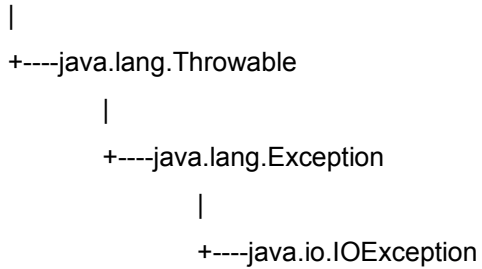 |
+----java.lang.Throwable
|
+----java.lang.Exception
|
+----java.io.IOException